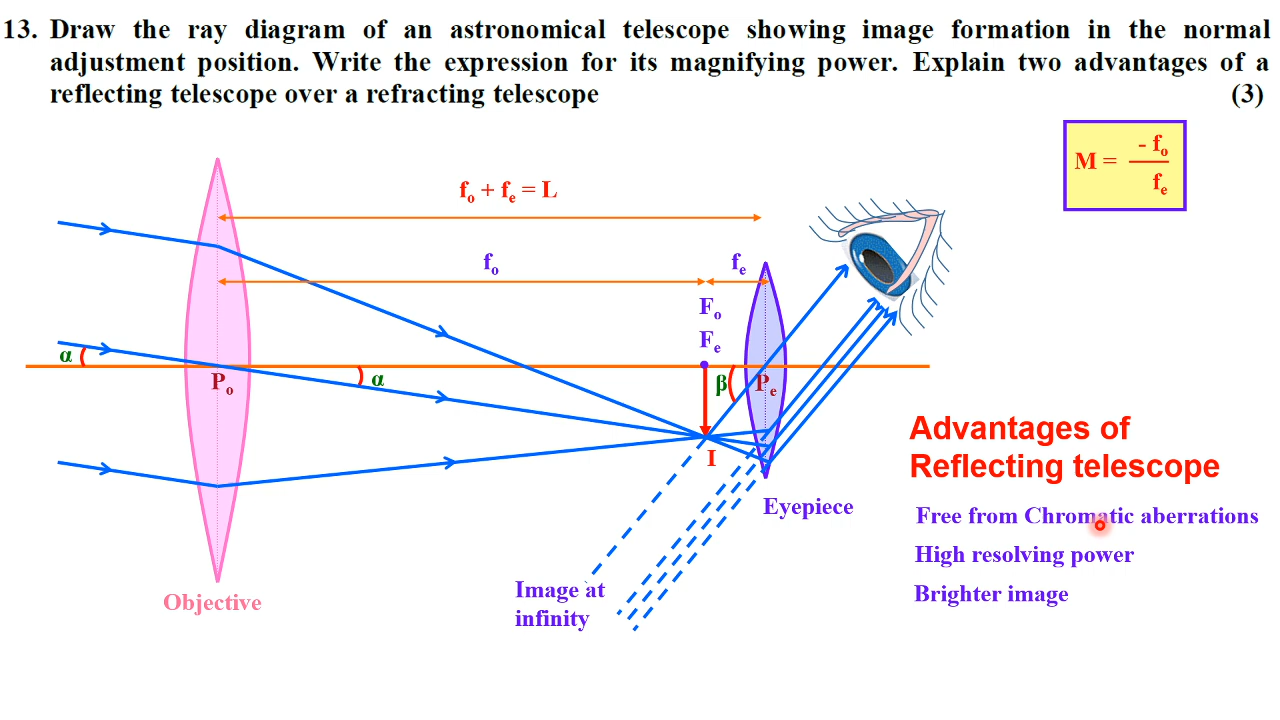 13. Draw the ray diagram of an astronomical telescope showing image formation in the normal
adjustment position. Write the expression for its magnifying power. Explain two advantages of a
reflecting telescope over a refracting telescope (3)
M = - fo / fe
fo + fe = L
fo
fe
Fo
Fe
α
Po
α
β
Pe
I
Advantages of
Reflecting telescope
Eyepiece
Free from Chromatic aberrations
High resolving power
Brighter image
Image at
infinity
Objective